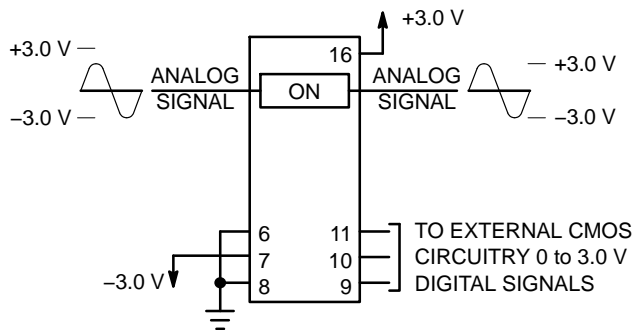 +3.0 V
+3.0 V
16
ANALOG
SIGNAL
ON
ANALOG
SIGNAL
+3.0 V
–3.0 V
–3.0 V
6
11
TO EXTERNAL CMOS
7
10
CIRCUITRY 0 to 3.0 V
–3.0 V
8
9
DIGITAL SIGNALS